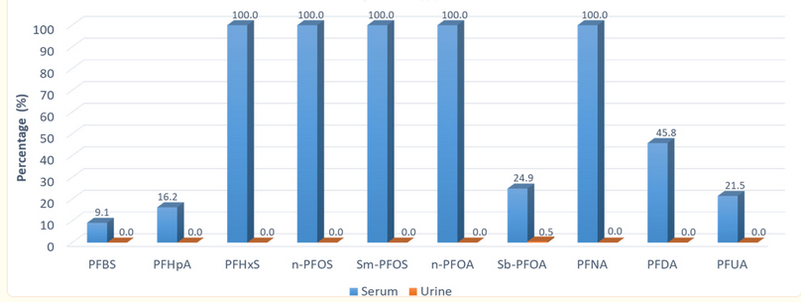 100.0 100.0 100.0 100.0 100.0
100
90
80
70
60
50
40
30
20
10
0
Percentage (%)
9.1 0.0 16.2 0.0 0.0 0.0 0.0 0.0 24.9 0.5 0.0 45.8 0.0 21.5 0.0
PFBS PFHpA PFHxS n-PFOS Sm-PFOS n-PFOA Sb-PFOA PFNA PFDA PFUA
Serum Urine